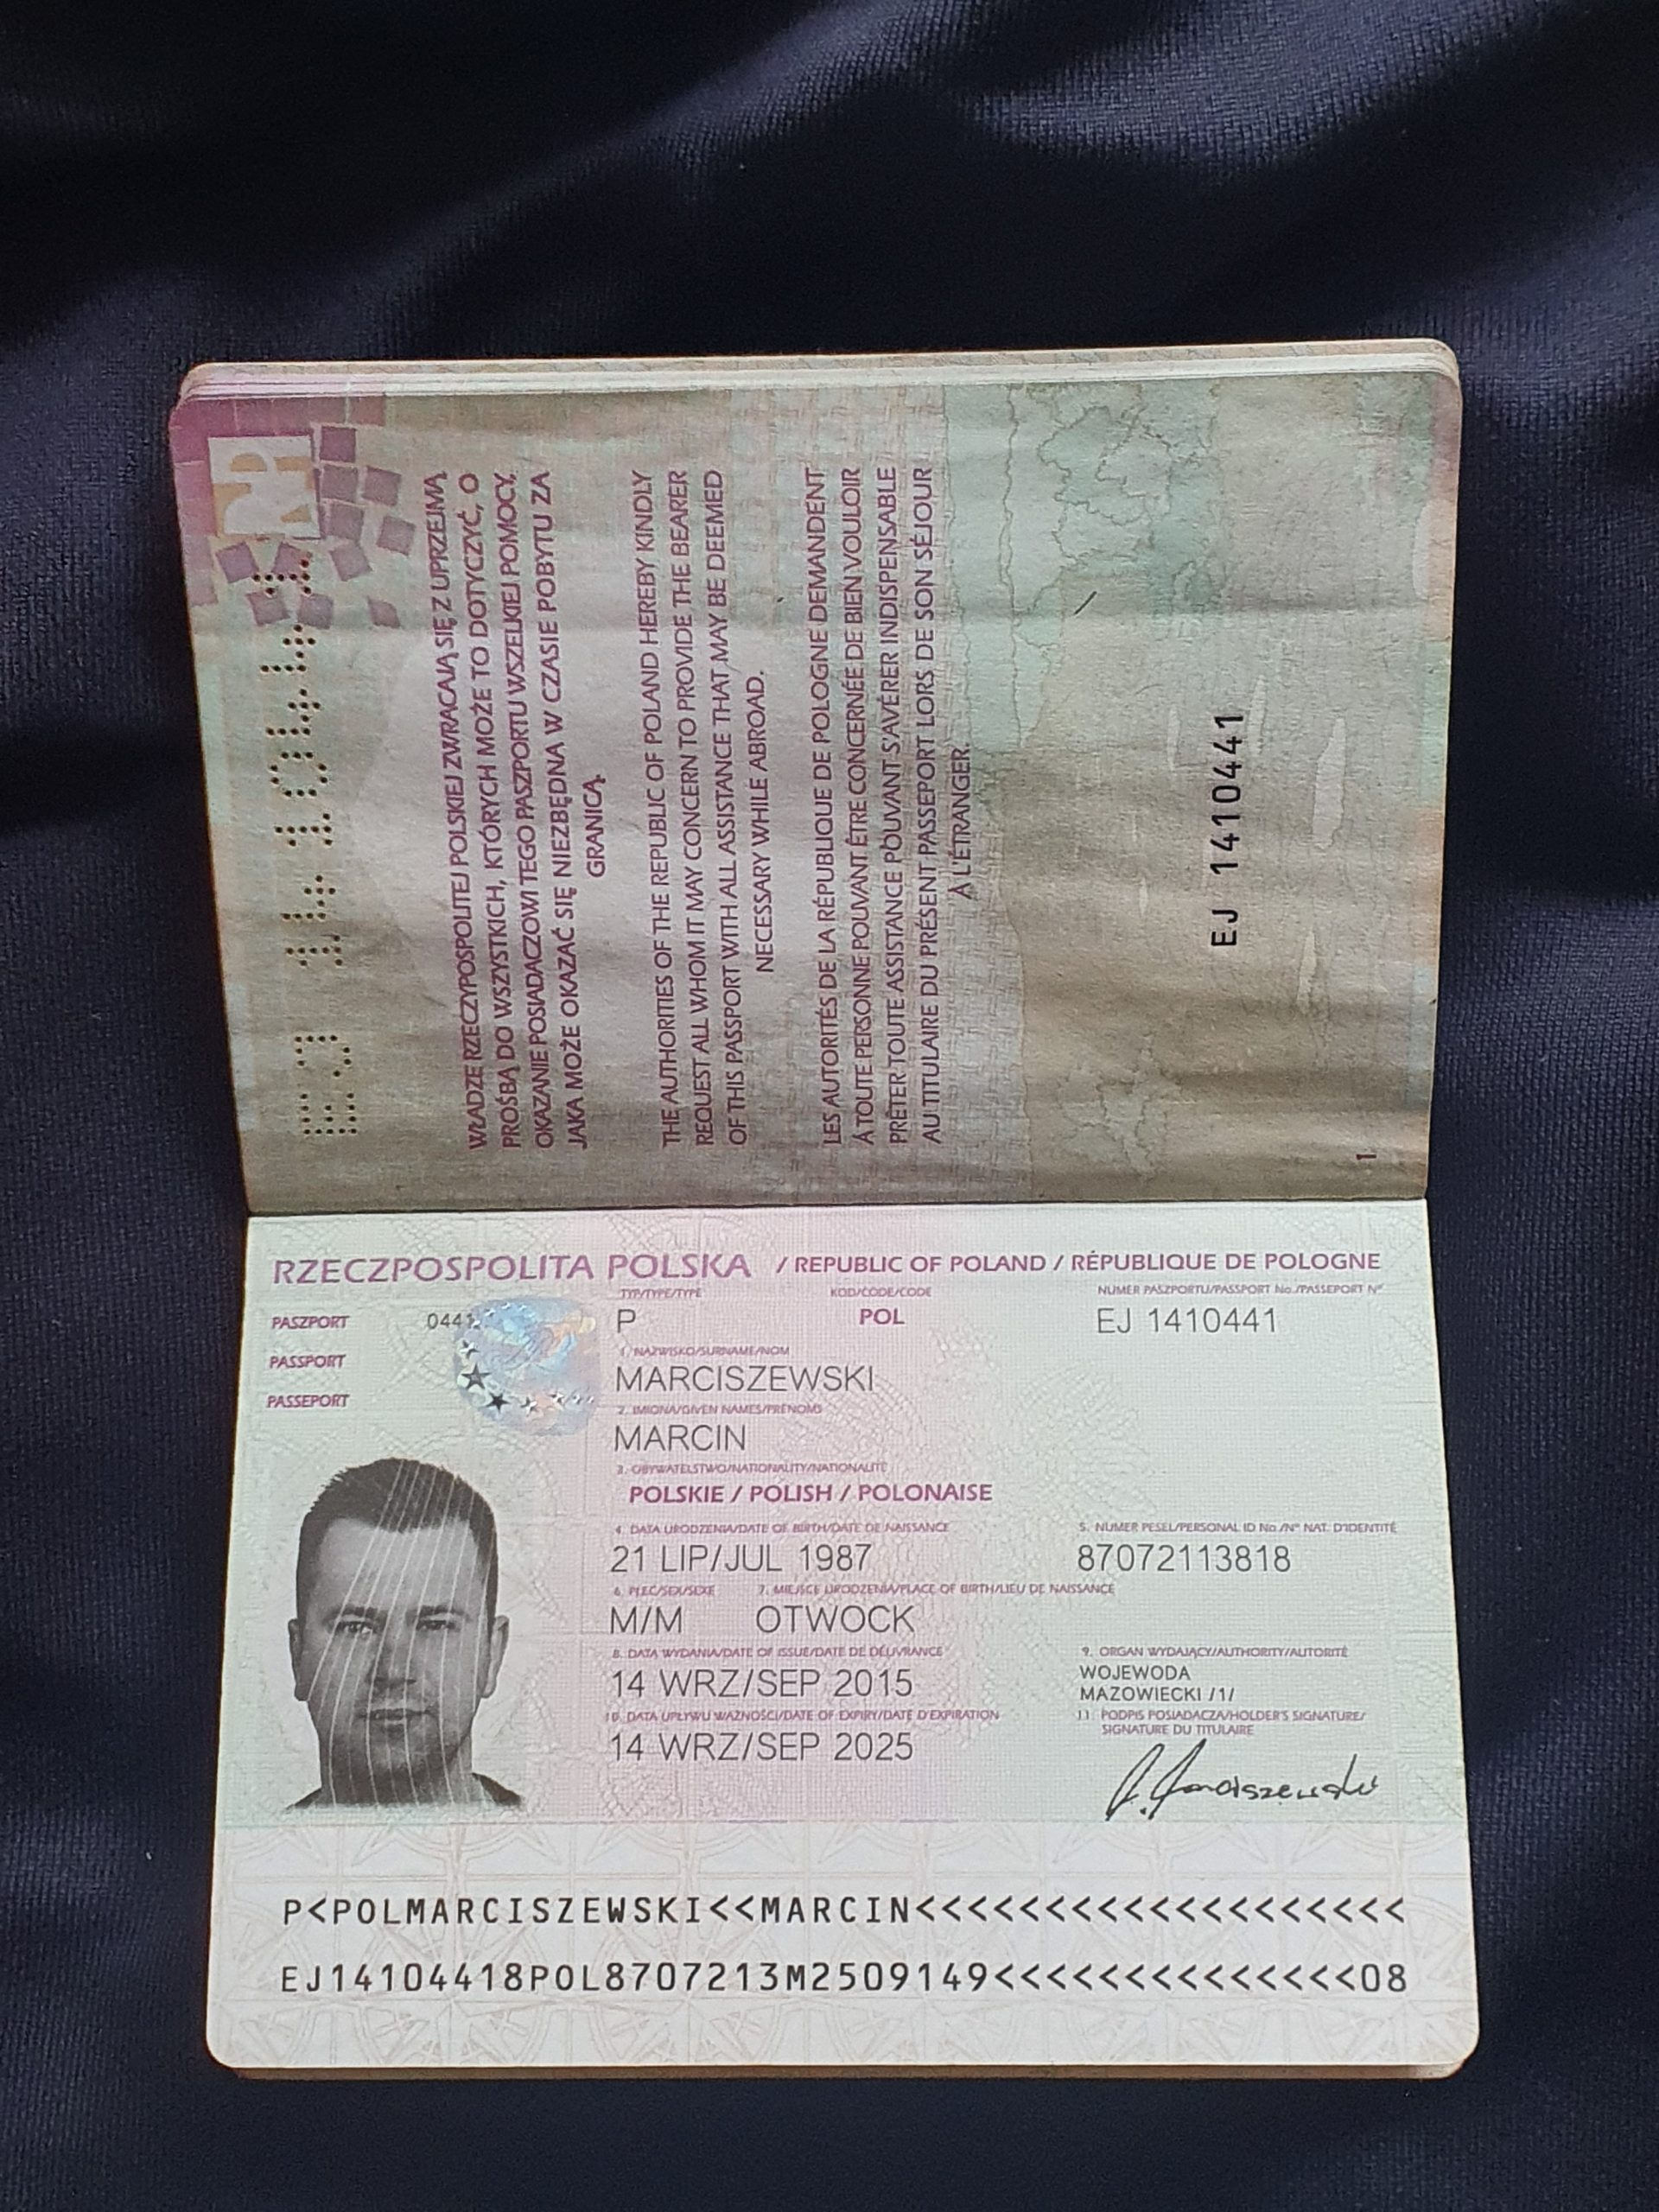 EJ 1410441
WŁADZE RZECZYPOSPOLITEJ POLSKIEJ ZWRACAJĄ SIĘ Z UPRZEJMĄ
PROŚBĄ DO WSZYSTKICH, KTÓRYCH MOŻE TO DOTYCZYĆ, O
OKAZANIE POSIADACZOWI TEGO PASZPORTU WSZELKIEJ POMOCY,
JAKA MOŻE OKAZAĆ SIĘ NIEZBĘDNA W CZASIE POBYTU ZA
GRANICĄ.
THE AUTHORITIES OF THE REPUBLIC OF POLAND HEREBY KINDLY
REQUEST ALL WHOM IT MAY CONCERN TO PROVIDE THE BEARER
OF THIS PASSPORT WITH ALL ASSISTANCE THAT MAY BE DEEMED
NECESSARY WHILE ABROAD.
LES AUTORITÉS DE LA RÉPUBLIQUE DE POLOGNE DEMANDENT
À TOUTE PERSONNE POUVANT ÊTRE CONCERNÉE DE BIEN VOULOIR
PRÊTER TOUTE ASSISTANCE POUVANT S'AVÉRER INDISPENSABLE
AU TITULAIRE DU PRÉSENT PASSEPORT LORS DE SON SÉJOUR
À L'ÉTRANGER.
EJ 1410441
1
RZECZPOSPOLITA POLSKA / REPUBLIC OF POLAND / RÉPUBLIQUE DE POLOGNE
TYP/TYPE/TYPE KOD/CODE/CODE NUMER PASZPORTU/PASSPORT No./PASSEPORT N°
PASZPORT 0441 P POL EJ 1410441
PASSPORT
PASSEPORT
1. NAZWISKO/SURNAME/NOM
MARCISZEWSKI
2. IMIONA/GIVEN NAMES/PRÉNOMS
MARCIN
3. OBYWATELSTWO/NATIONALITY/NATIONALITÉ
POLSKIE / POLISH / POLONAISE
4. DATA URODZENIA/DATE OF BIRTH/DATE DE NAISSANCE 5. NUMER PESEL/PERSONAL ID No./N° NAT. D'IDENTITÉ
21 LIP/JUL 1987 87072113818
6. PŁEĆ/SEX/SEXE 7. MIEJSCE URODZENIA/PLACE OF BIRTH/LIEU DE NAISSANCE
M/M OTWOCK
8. DATA WYDANIA/DATE OF ISSUE/DATE DE DÉLIVRANCE 9. ORGAN WYDAJĄCY/AUTHORITY/AUTORITÉ
14 WRZ/SEP 2015 WOJEWODA
MAZOWIECKI /1/
10. DATA UPŁYWU WAŻNOŚCI/DATE OF EXPIRY/DATE D'EXPIRATION 11. PODPIS POSIADACZA/HOLDER'S SIGNATURE/
SIGNATURE DU TITULAIRE
14 WRZ/SEP 2025
P<POLMARCISZEWSKI<<MARCIN<<<<<<<<<<<<<<<<<<<
EJ14104418POL8707213M2509149<<<<<<<<<<<<<<08